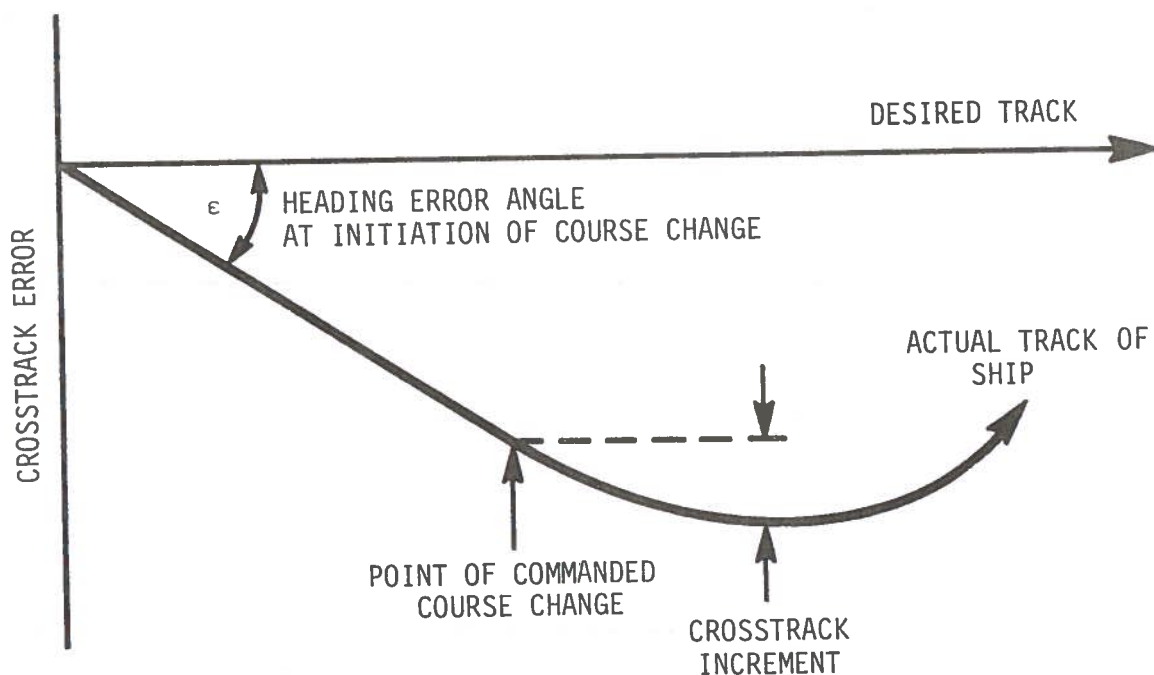 DESIRED TRACK
ε
HEADING ERROR ANGLE
AT INITIATION OF COURSE CHANGE
CROSSTRACK ERROR
ACTUAL TRACK OF
SHIP
POINT OF COMMANDED
COURSE CHANGE
CROSSTRACK
INCREMENT